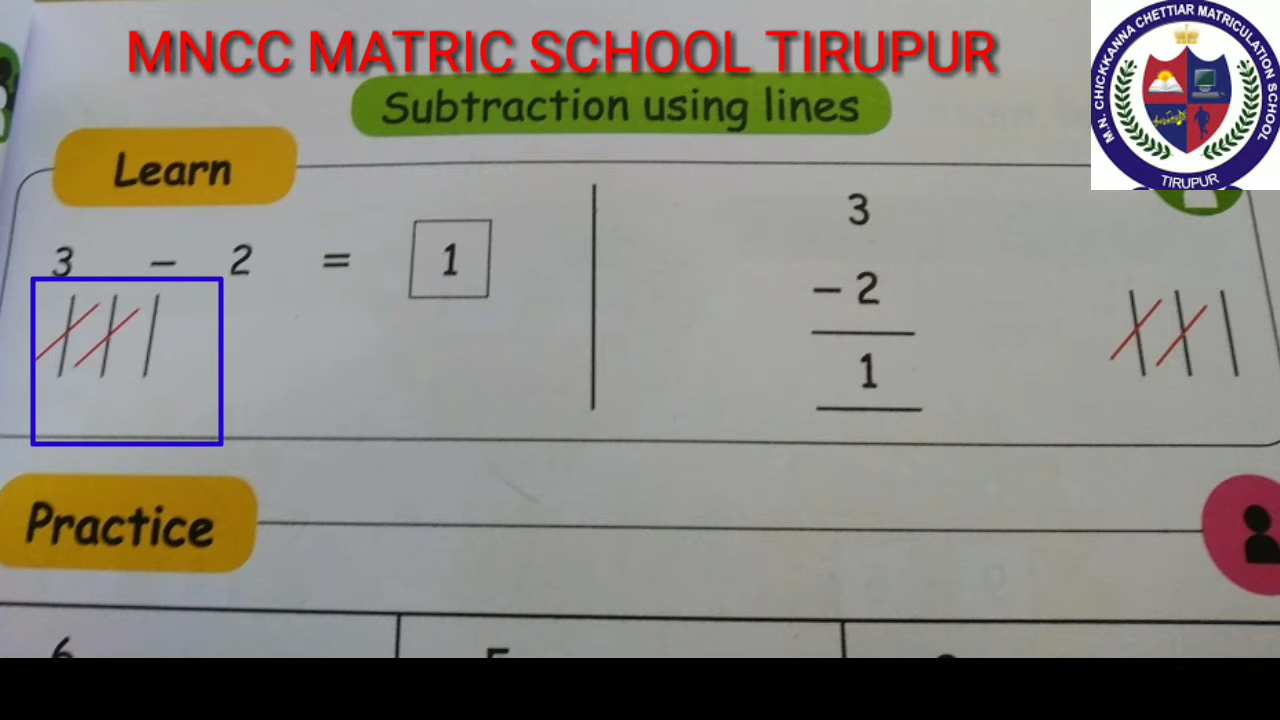 MNCC MATRIC SCHOOL TIRUPUR
M.N. CHICKKANNA CHETTIAR MATRICULATION SCHOOL
TIRUPUR
Subtraction using lines
Learn
3 - 2 = 1
3
- 2
1
Practice